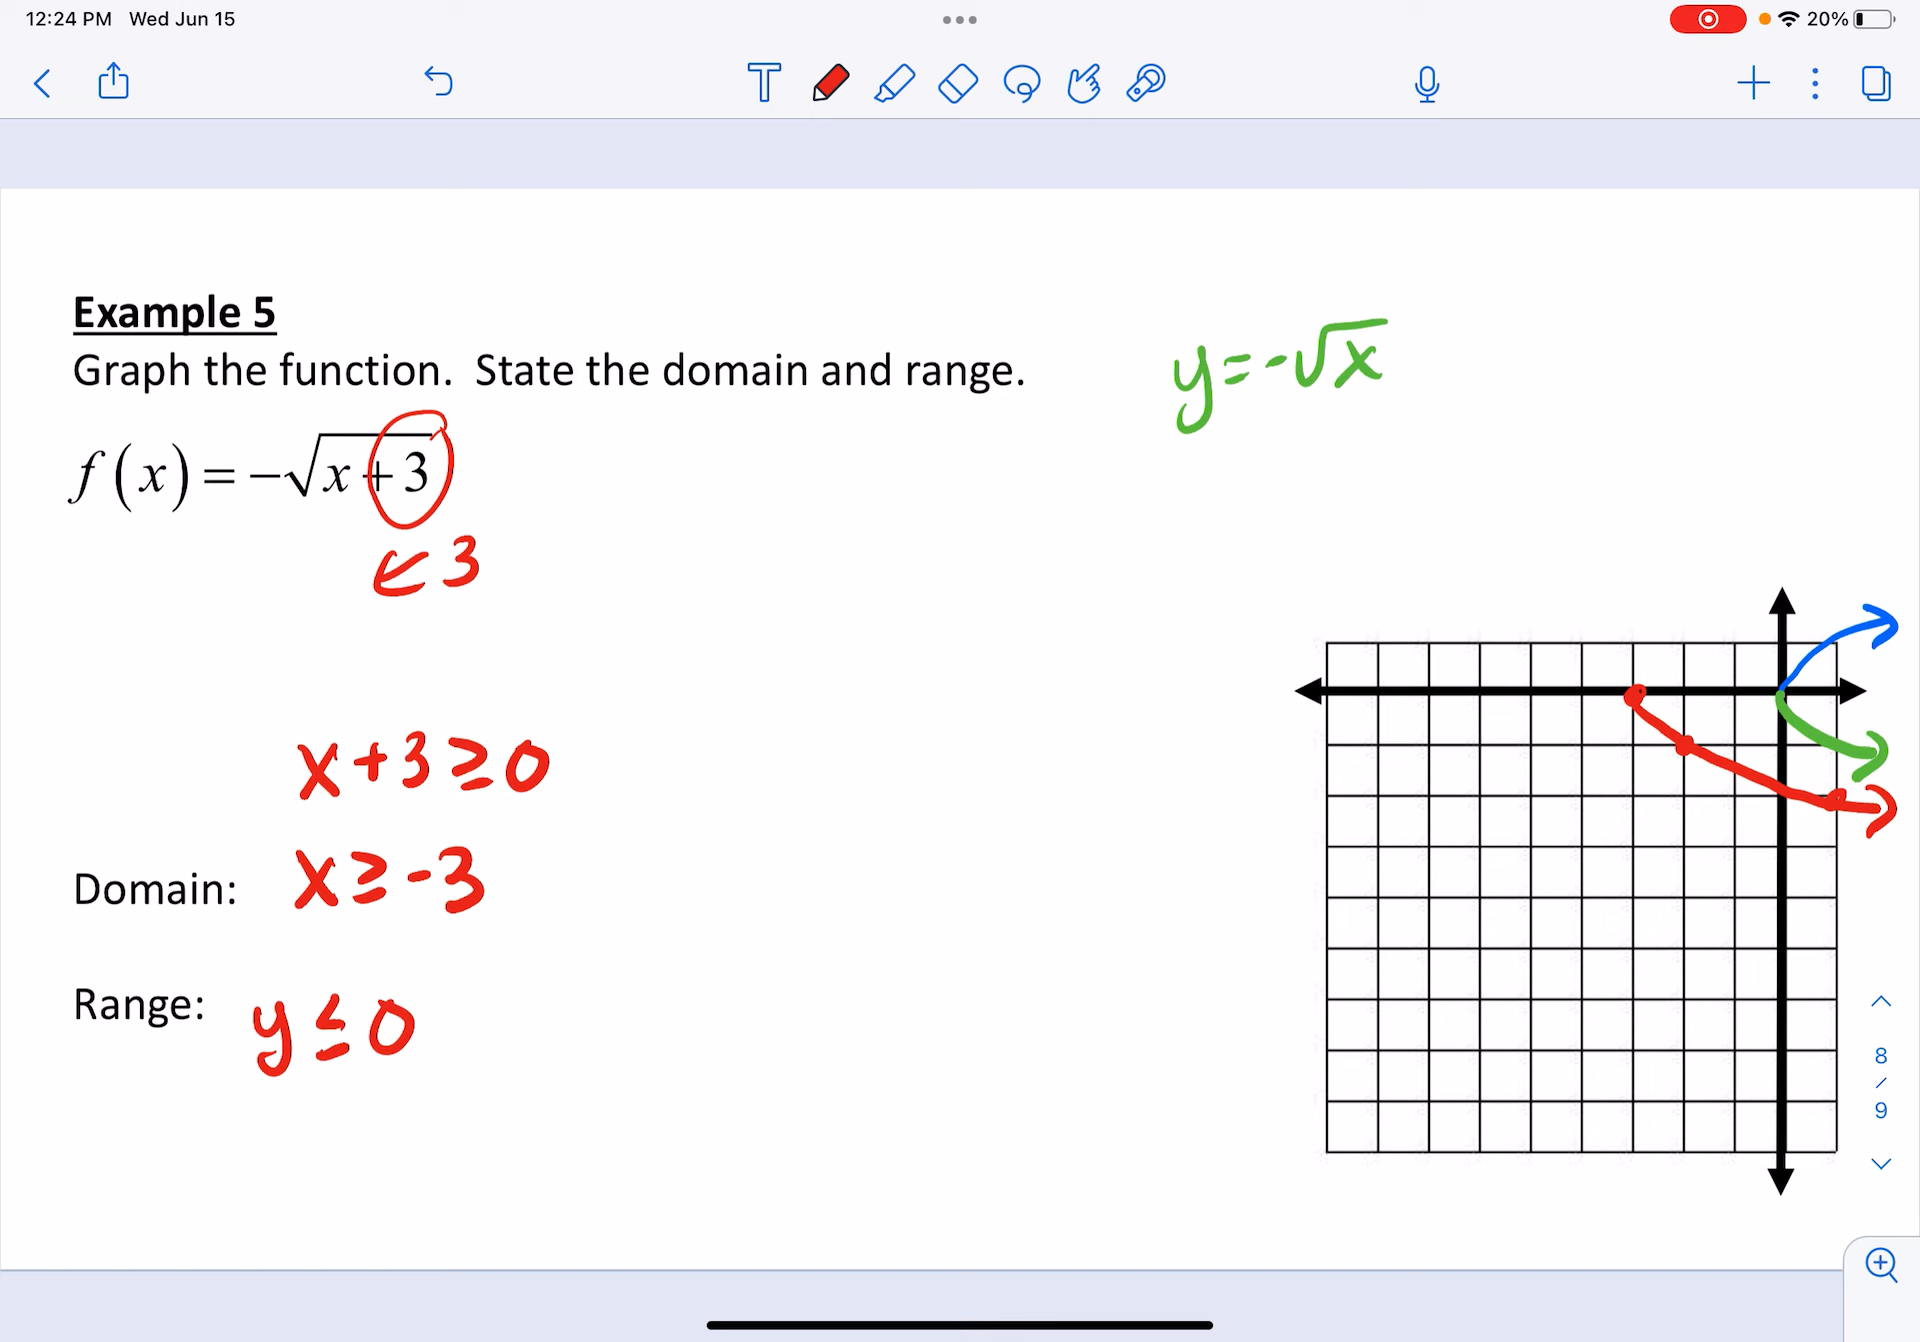 12:24 PM Wed Jun 15
20%
Example 5
Graph the function. State the domain and range.
y=-√x
f(x)=−√x+3
← 3
x+3≥0
Domain: x≥-3
Range: y≤0
8
/
9